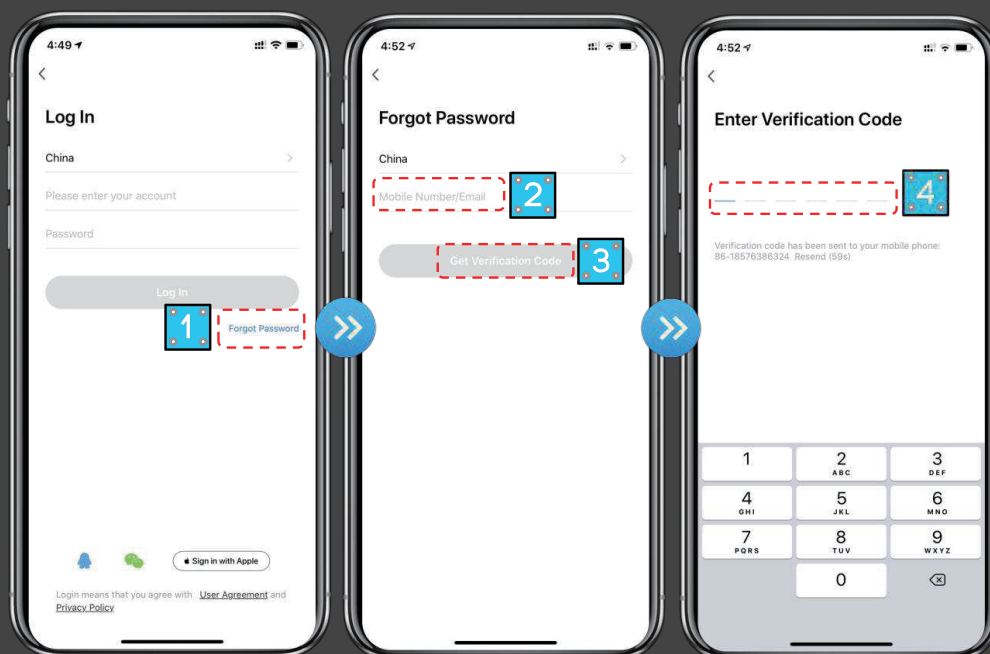 4:49
Log In
China
Please enter your account
Password
Log In
1
Forgot Password
Sign in with Apple
Login means that you agree with User Agreement and
Privacy Policy
4:52
Forgot Password
China
Mobile Number/Email
2
Get Verification Code
3
4:52
Enter Verification Code
4
Verification code has been sent to your mobile phone:
86-18576386324 Resend (59s)
1
2
ABC
3
DEF
4
GHI
5
JKL
6
MNO
7
PQRS
8
TUV
9
WXYZ
0